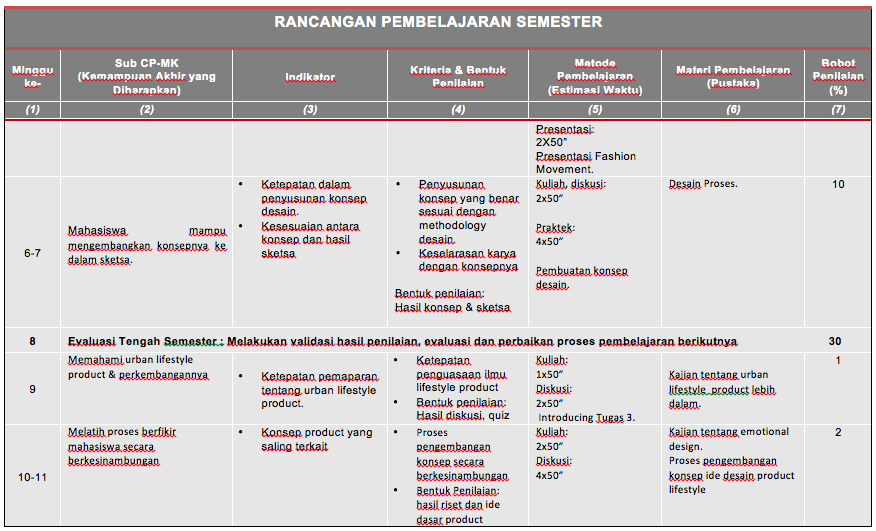 RANCANGAN PEMBELAJARAN SEMESTER
Minggu
ke-
Sub CP-MK
(Kemampuan Akhir yang
Diharapkan)
Indikator
Kriteria & Bentuk
Penilaian
Metode
Pembelajaran
(Estimasi Waktu)
Materi Pembelajaran
(Pustaka)
Bobot
Penilaian
(%)
(1)
(2)
(3)
(4)
(5)
(6)
(7)
Presentasi:
2X50”
Presentasi Fashion
Movement.
6-7
Mahasiswa mampu
mengembangkan konsepnya ke
dalam sketsa.
• Ketepatan dalam
penyusunan konsep
desain.
• Kesesuaian antara
konsep dan hasil
sketsa
• Penyusunan
konsep yang benar
sesuai dengan
methodology
desain
• Keselarasan karya
dengan konsepnya
Bentuk penilaian:
Hasil konsep & sketsa
Kuliah, diskusi:
2x50”
Praktek:
4x50”
Pembuatan konsep
desain.
Desain Proses.
10
8
Evaluasi Tengah Semester : Melakukan validasi hasil penilaian, evaluasi dan perbaikan proses pembelajaran berikutnya
30
9
Memahami urban lifestyle
product & perkembangannya
• Ketepatan pemaparan
tentang urban lifestyle
product.
• Ketepatan
penguasaan ilmu
lifestyle product
• Bentuk penilaian:
Hasil diskusi, quiz
Kuliah:
1x50”
Diskusi:
2x50”
Introducing Tugas 3.
Kajian tentang urban
lifestyle product lebih
dalam.
1
10-11
Melatih proses berfikir
mahasiswa secara
berkesinambungan
• Konsep product yang
saling terkait
• Proses
pengembangan
konsep secara
berkesinambungan
• Bentuk Penilaian:
hasil riset dan ide
dasar product
Kuliah:
2x50”
Diskusi:
4x50”
Kajian tentang emotional
design.
Proses pengembangan
konsep ide desain product
lifestyle
2